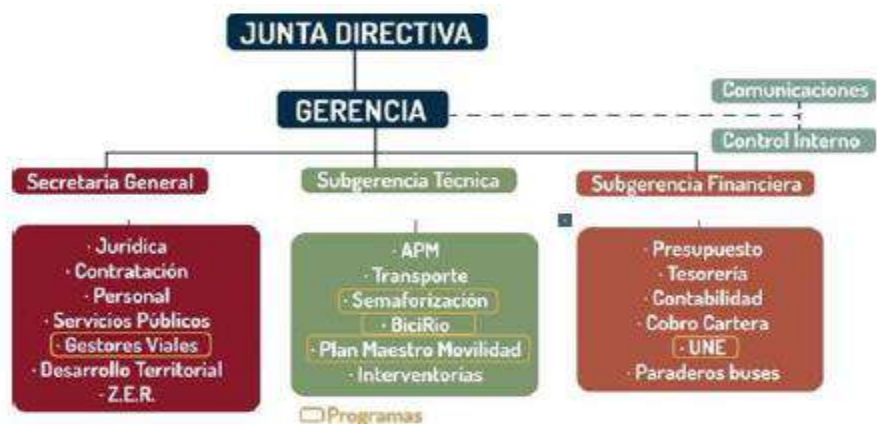 JUNTA DIRECTIVA
GERENCIA
Comunicaciones
Control Interno
Secretaria General
Subgerencia Técnica
Subgerencia Financiera
· Jurídica
· Contratación
· Personal
· Servicios Públicos
· Gestores Viales
· Desarrollo Territorial
· Z.E.R.
· APM
· Transporte
· Semaforización
· BiciRio
· Plan Maestro Movilidad
· Interventorías
· Presupuesto
· Tesorería
· Contabilidad
· Cobro Cartera
· UNE
· Paraderos buses
Programas